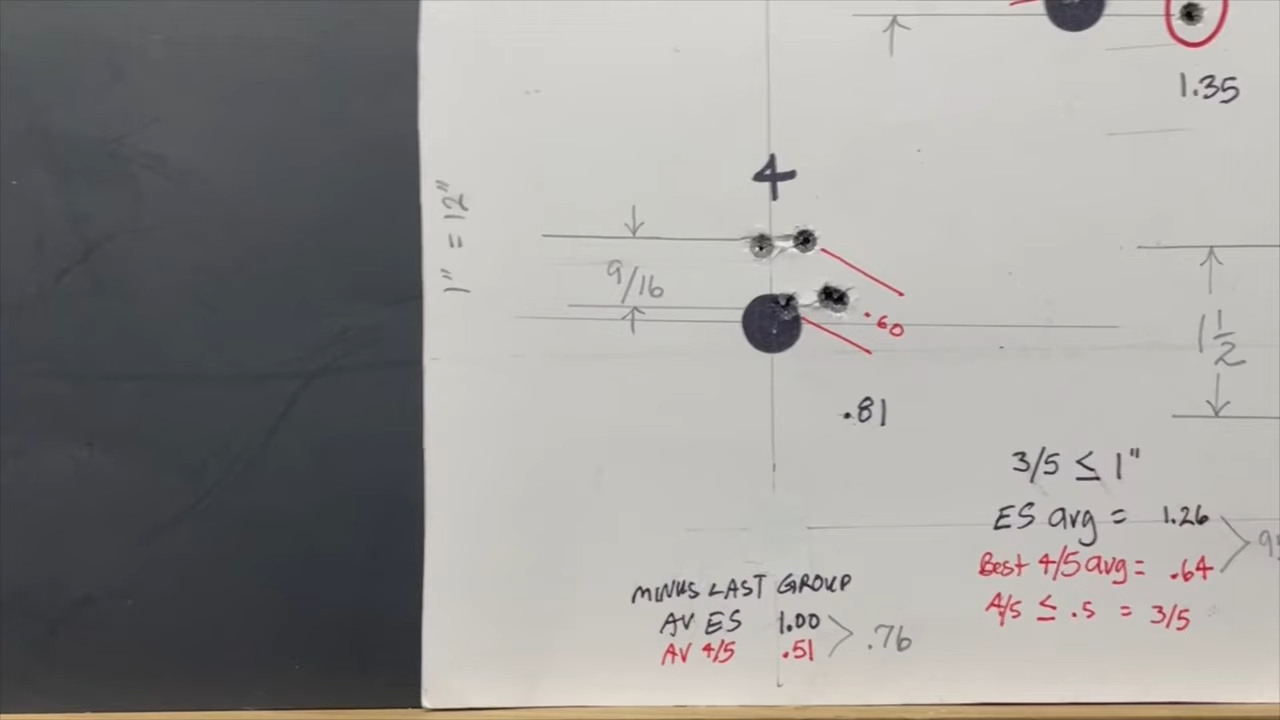 1.35
4
1" = 12"
9/16
.60
1 1/2
.81
3/5 ≤ 1"
ES avg = 1.26
Best 4/5 avg = .64
4/5 ≤ .5 = 3/5
MINUS LAST GROUP
AV ES 1.00
AV 4/5 .51
.76